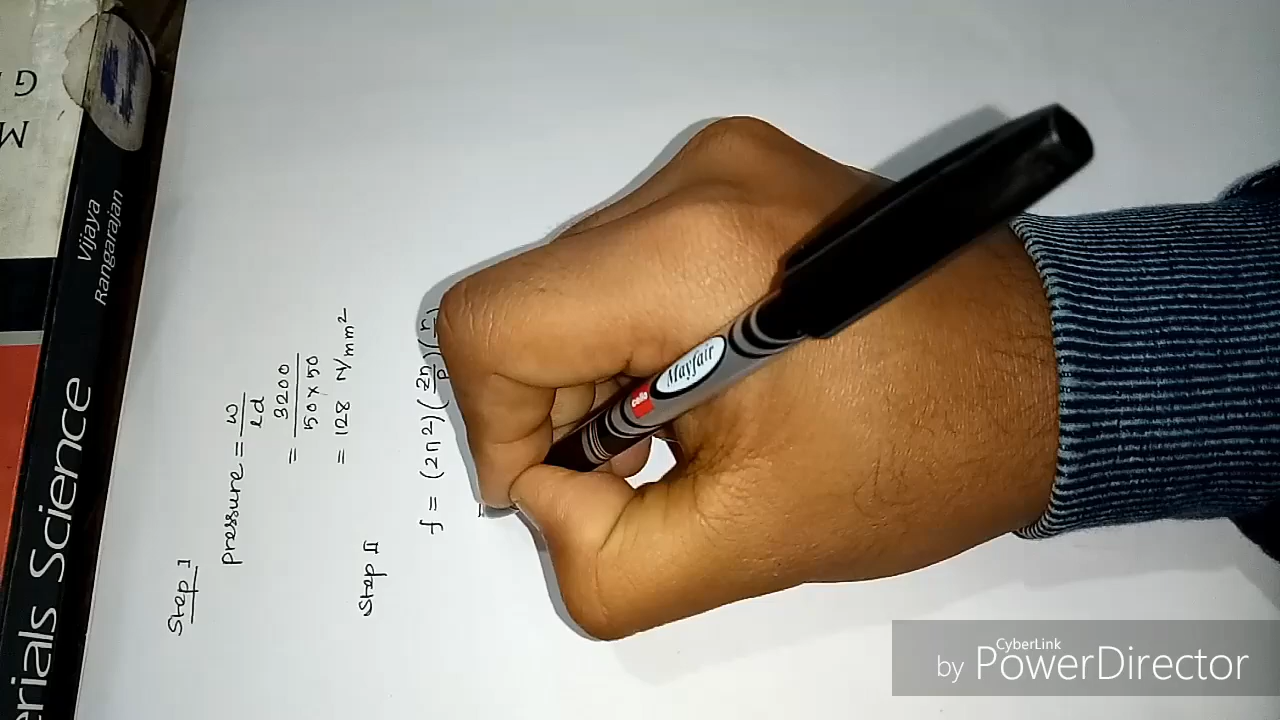 Step I
Pressure = w / Ld
= 3200 / 150 x 50
= 128 N/mm²
Step II
f = (2π²)(2n / P)(r
Materials Science
Vijaya
Rangarajan
M
G
cello
Mayfair
CyberLink
by PowerDirector